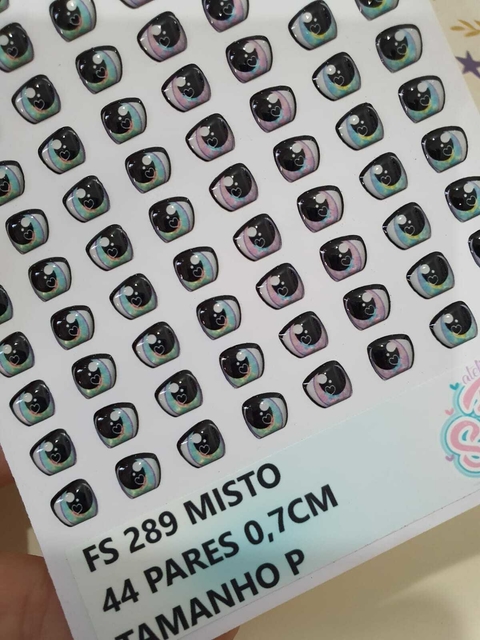 FS 289 MISTO
44 PARES 0,7CM
TAMANHO P